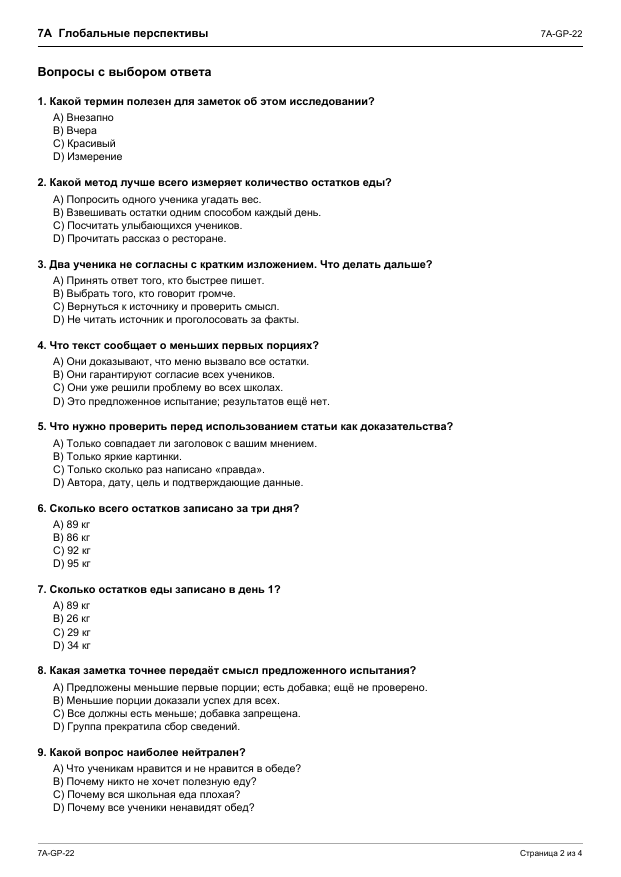 7A Глобальные перспективы
7A-GP-22
Вопросы с выбором ответа
1. Какой термин полезен для заметок об этом исследовании?
A) Внезапно
B) Вчера
C) Красивый
D) Измерение
2. Какой метод лучше всего измеряет количество остатков еды?
A) Попросить одного ученика угадать вес.
B) Взвешивать остатки одним способом каждый день.
C) Посчитать улыбающихся учеников.
D) Прочитать рассказ о ресторане.
3. Два ученика не согласны с кратким изложением. Что делать дальше?
A) Принять ответ того, кто быстрее пишет.
B) Выбрать того, кто говорит громче.
C) Вернуться к источнику и проверить смысл.
D) Не читать источник и проголосовать за факты.
4. Что текст сообщает о меньших первых порциях?
A) Они доказывают, что меню вызвало все остатки.
B) Они гарантируют согласие всех учеников.
C) Они уже решили проблему во всех школах.
D) Это предложенное испытание; результатов ещё нет.
5. Что нужно проверить перед использованием статьи как доказательства?
A) Только совпадает ли заголовок с вашим мнением.
B) Только яркие картинки.
C) Только сколько раз написано «правда».
D) Автора, дату, цель и подтверждающие данные.
6. Сколько всего остатков записано за три дня?
A) 89 кг
B) 86 кг
C) 92 кг
D) 95 кг
7. Сколько остатков еды записано в день 1?
A) 89 кг
B) 26 кг
C) 29 кг
D) 34 кг
8. Какая заметка точнее передаёт смысл предложенного испытания?
A) Предложены меньшие первые порции; есть добавка; ещё не проверено.
B) Меньшие порции доказали успех для всех.
C) Все должны есть меньше; добавка запрещена.
D) Группа прекратила сбор сведений.
9. Какой вопрос наиболее нейтрален?
A) Что ученикам нравится и не нравится в обеде?
B) Почему никто не хочет полезную еду?
C) Почему вся школьная еда плохая?
D) Почему все ученики ненавидят обед?
7A-GP-22
Страница 2 из 4